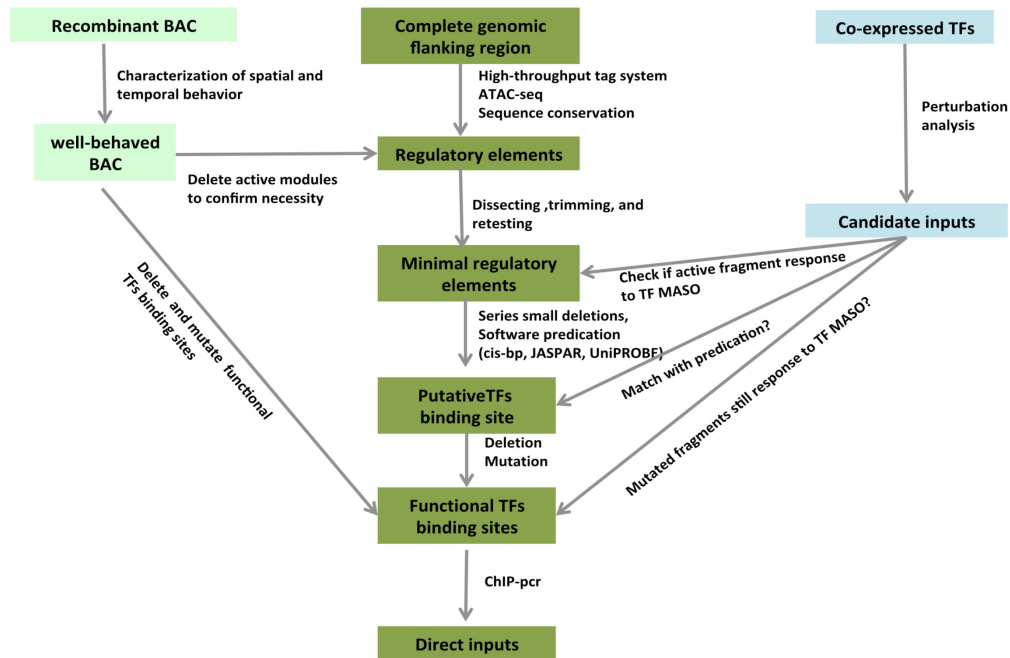 Recombinant BAC
Complete genomic
flanking region
Co-expressed TFs
Characterization of spatial and
temporal behavior
High-throughput tag system
ATAC-seq
Sequence conservation
Perturbation
analysis
well-behaved
BAC
Regulatory elements
Delete active modules
to confirm necessity
Dissecting ,trimming, and
retesting
Candidate inputs
Minimal regulatory
elements
Check if active fragment response
to TF MASO
Delete and mutate functional
TFs binding sites
Series small deletions,
Software predication
(cis-bp, JASPAR, UniPROBE)
Match with predication?
Mutated fragments still response to TF MASO?
PutativeTFs
binding site
Deletion
Mutation
Functional TFs
binding sites
ChIP-pcr
Direct inputs